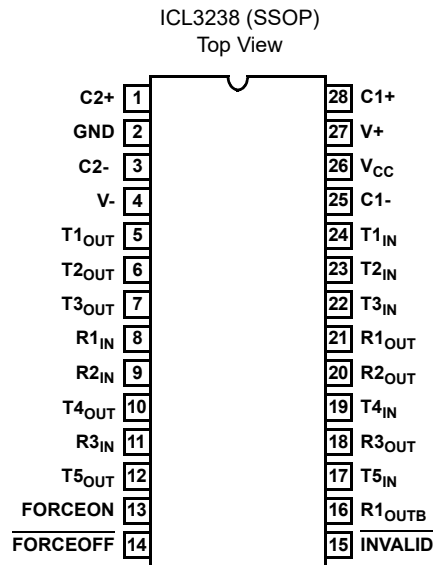 ICL3238 (SSOP)
Top View
C2+ 1 28 C1+
GND 2 27 V+
C2- 3 26 VCC
V- 4 25 C1-
T1OUT 5 24 T1IN
T2OUT 6 23 T2IN
T3OUT 7 22 T3IN
R1IN 8 21 R1OUT
R2IN 9 20 R2OUT
T4OUT 10 19 T4IN
R3IN 11 18 R3OUT
T5OUT 12 17 T5IN
FORCEON 13 16 R1OUTB
FORCEOFF 14 15 INVALID